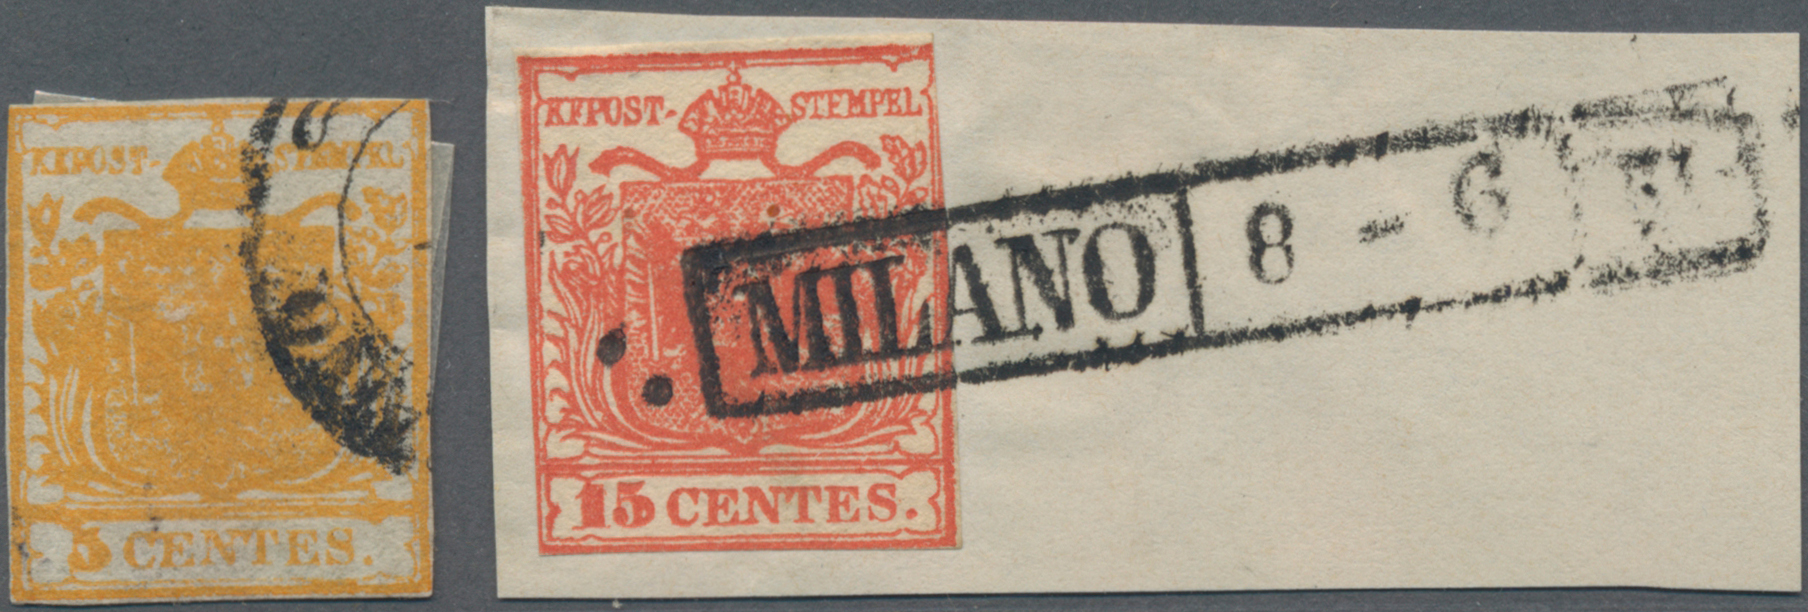 KKPOST- STEMPEL
5 CENTES.
KKPOST- STEMPEL
15 CENTES.
MILANO 8 - 6